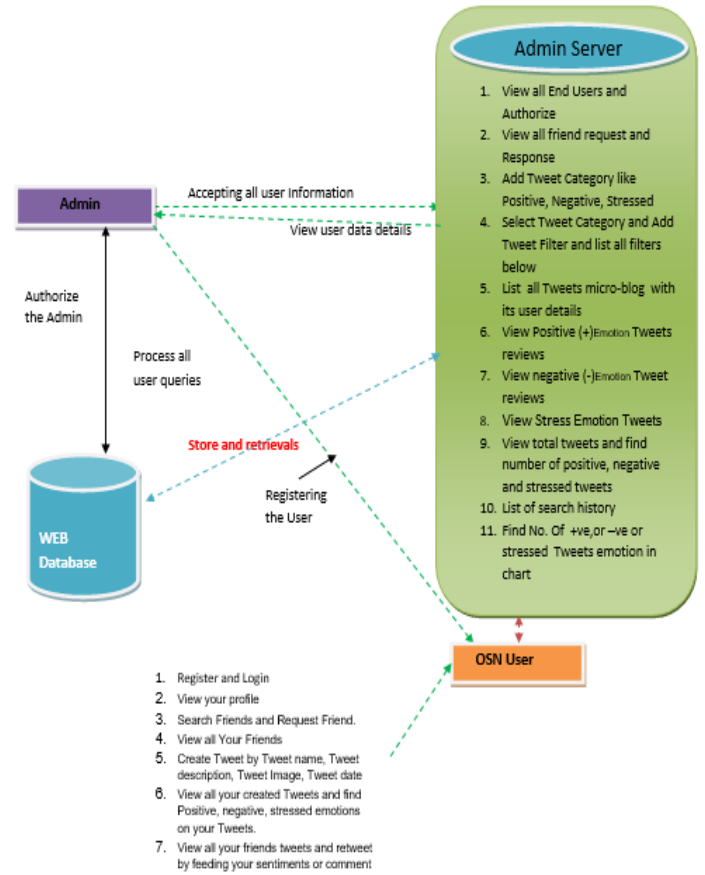 Admin Server
1. View all End Users and
Authorize
2. View all friend request and
Response
3. Add Tweet Category like
Positive, Negative, Stressed
4. Select Tweet Category and Add
Tweet Filter and list all filters
below
5. List all Tweets micro-blog with
its user details
6. View Positive (+)Emotion Tweets
reviews
7. View negative (-)Emotion Tweet
reviews
8. View Stress Emotion Tweets
9. View total tweets and find
number of positive, negative
and stressed tweets
10. List of search history
11. Find No. Of +ve,or –ve or
stressed Tweets emotion in
chart
Admin
Accepting all user Information
View user data details
Authorize
the Admin
Process all
user queries
Store and retrievals
Registering
the User
WEB
Database
OSN User
1. Register and Login
2. View your profile
3. Search Friends and Request Friend.
4. View all Your Friends
5. Create Tweet by Tweet name, Tweet
description, Tweet Image, Tweet date
6. View all your created Tweets and find
Positive, negative, stressed emotions
on your Tweets.
7. View all your friends tweets and retweet
by feeding your sentiments or comment